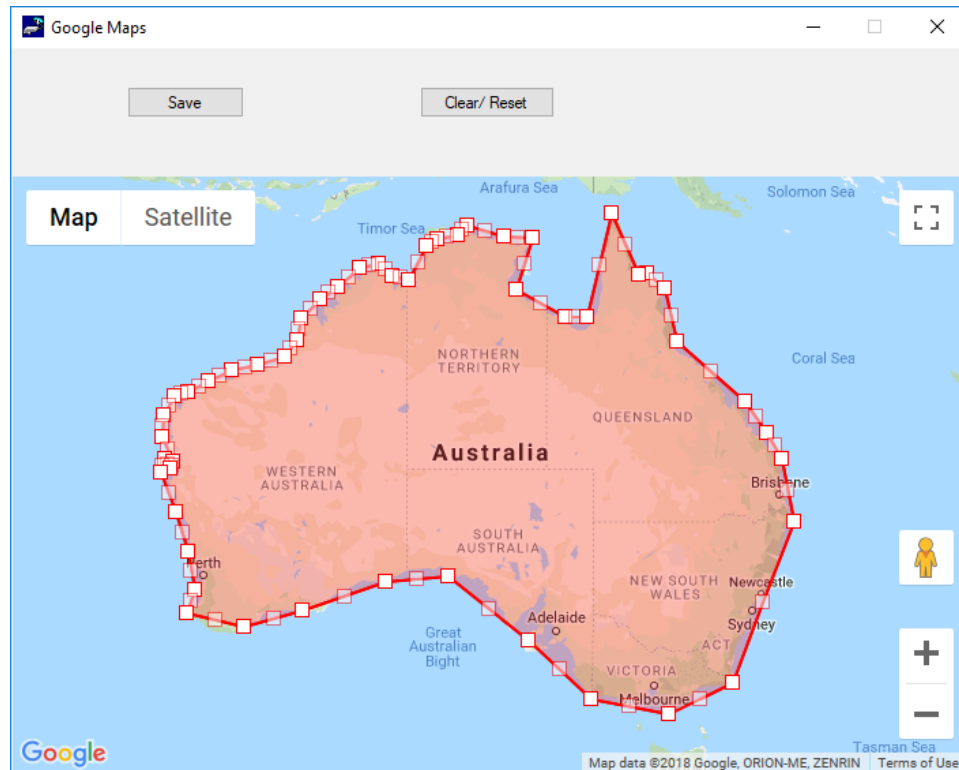 Google Maps
Save
Clear/ Reset
Arafura Sea
Solomon Sea
Map
Satellite
Timor Sea
NORTHERN
TERRITORY
Coral Sea
QUEENSLAND
Australia
WESTERN
AUSTRALIA
Brisbane
SOUTH
AUSTRALIA
erth
NEW SOUTH
WALES
Newcastle
Adelaide
Sydney
Great
Australian
Bight
ACT
VICTORIA
Melbourne
Tasman Sea
Google
Map data ©2018 Google, ORION-ME, ZENRIN
Terms of Use